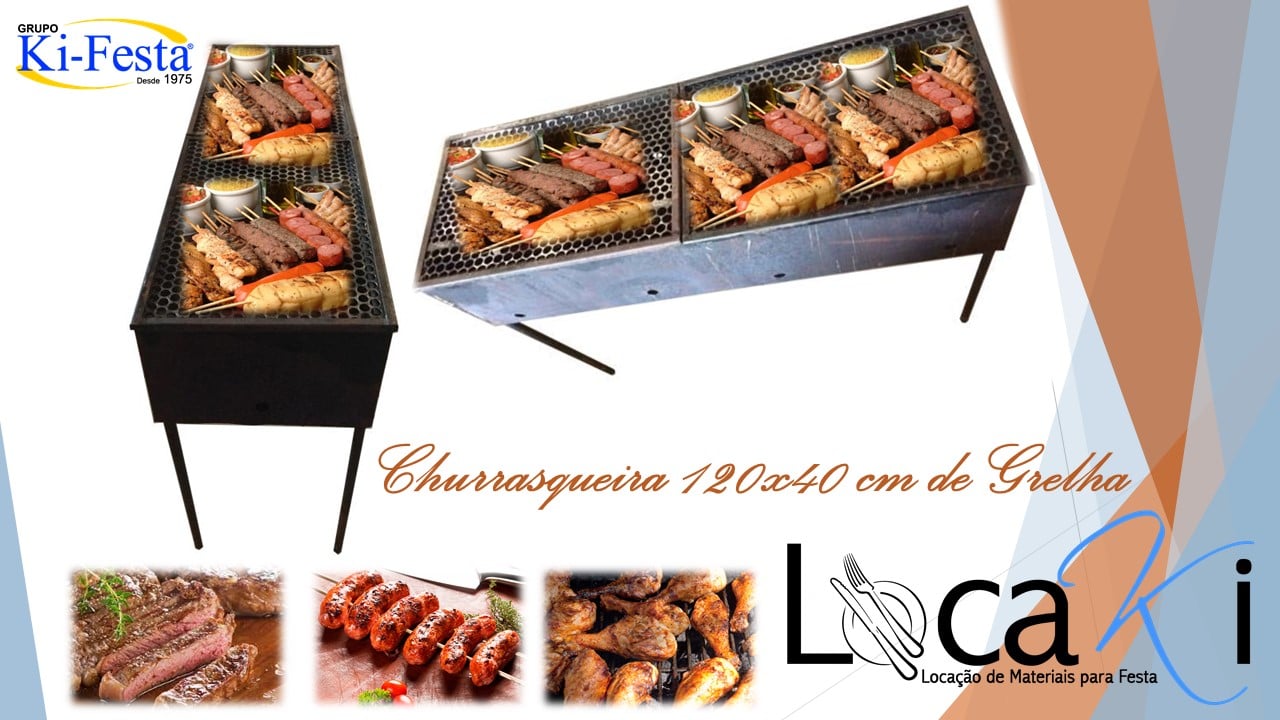 GRUPO
Ki-Festa®
Desde 1975
Churrasqueira 120x40 cm de Grelha
LocaKi
Locação de Materiais para Festa